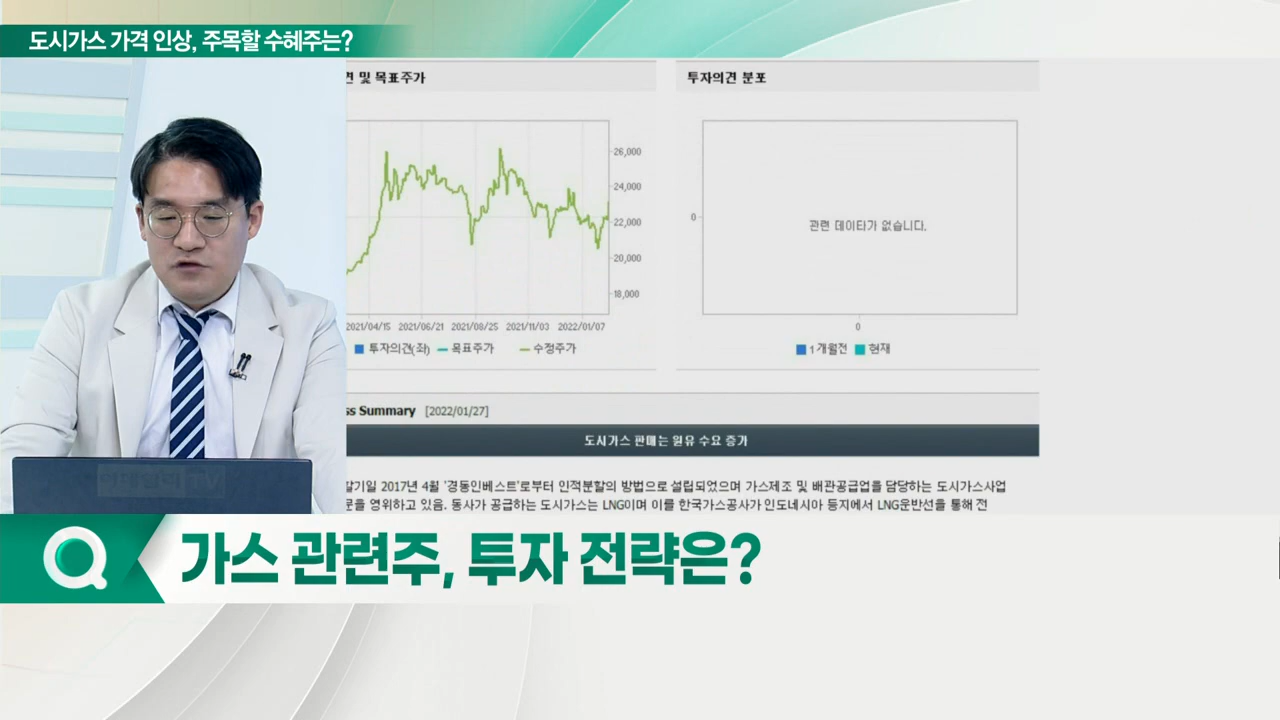 도시가스 가격 인상, 주목할 수혜주는?
견 및 목표주가
투자의견 분포
26,000
24,000
22,000
20,000
18,000
2021/04/15 2021/06/21 2021/08/25 2021/11/03 2022/01/07
투자의견(좌) 목표주가 수정주가
0
관련 데이타가 없습니다.
0
1개월전 현재
ss Summary [2022/01/27]
도시가스 판매는 원유 수요 증가
할기일 2017년 4월 '경동인베스트'로부터 인적분할의 방법으로 설립되었으며 가스제조 및 배관공급업을 담당하는 도시가스사업
문을 영위하고 있음. 동사가 공급하는 도시가스는 LNG이며 이를 한국가스공사가 인도네시아 등지에서 LNG운반선을 통해 전
이데일리 TV
가스 관련주, 투자 전략은?